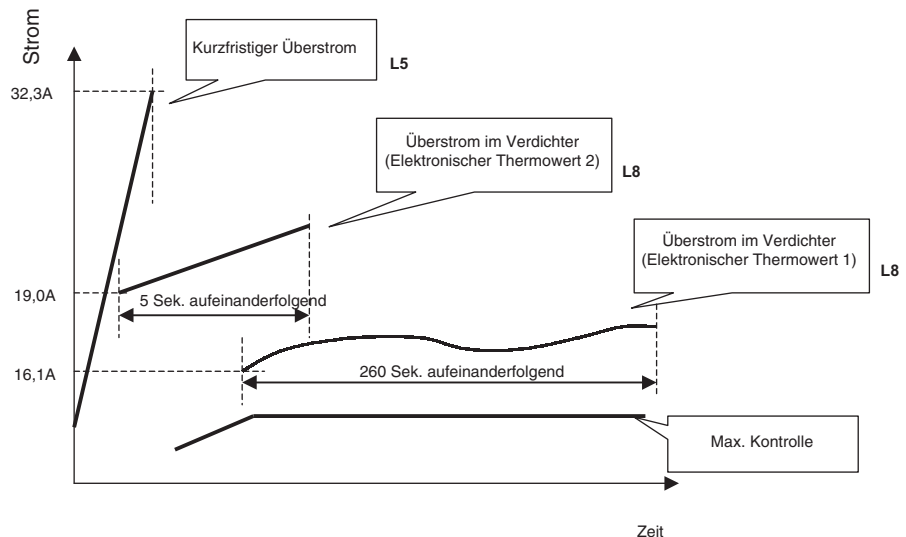 Strom
Kurzfristiger Überstrom
L5
32,3A
Überstrom im Verdichter
(Elektronischer Thermowert 2)
L8
Überstrom im Verdichter
(Elektronischer Thermowert 1)
L8
19,0A
5 Sek. aufeinanderfolgend
16,1A
260 Sek. aufeinanderfolgend
Max. Kontrolle
Zeit